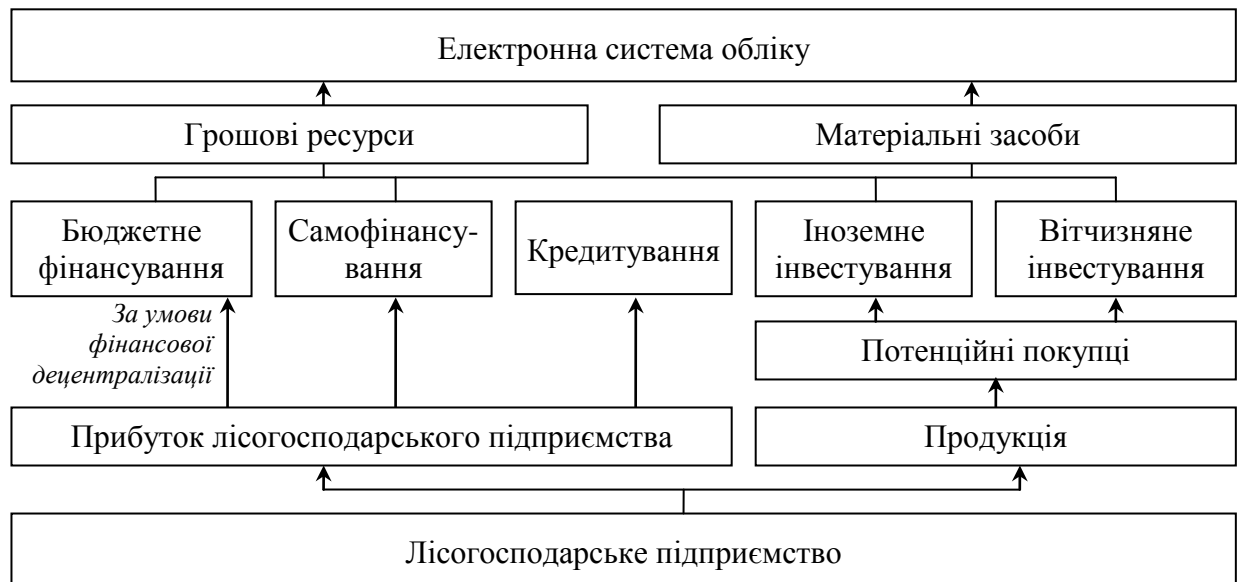 Електронна система обліку
Грошові ресурси
Матеріальні засоби
Бюджетне
фінансування
Самофінансу-
вання
Кредитування
Іноземне
інвестування
Вітчизняне
інвестування
За умови
фінансової
децентралізації
Потенційні покупці
Прибуток лісогосподарського підприємства
Продукція
Лісогосподарське підприємство